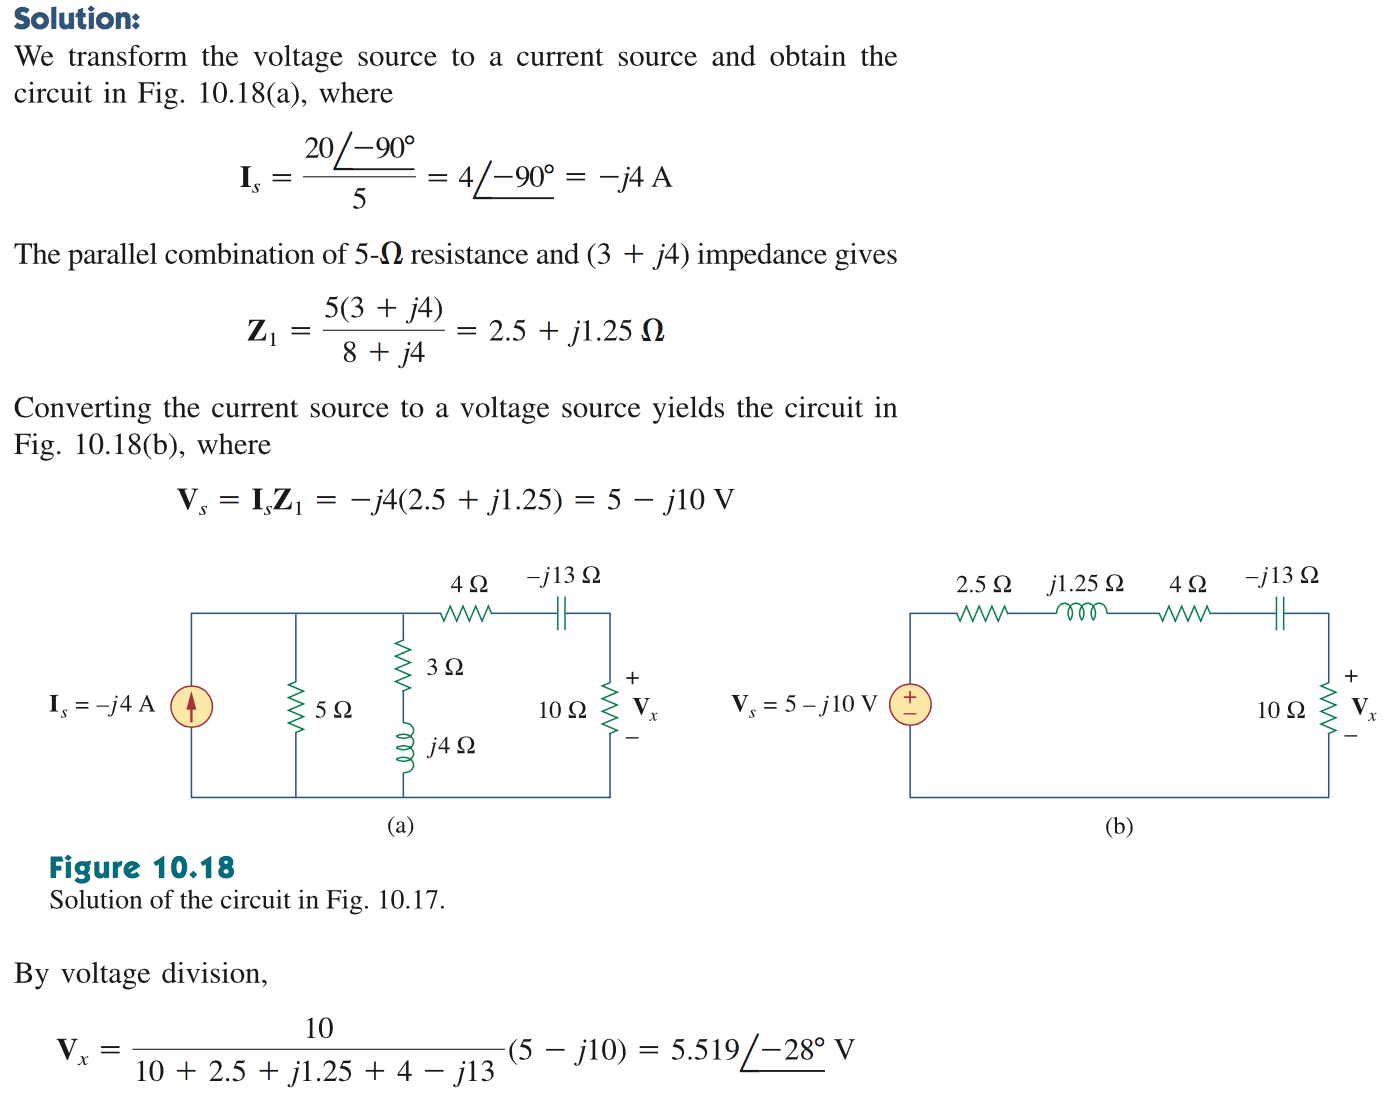 Solution:
We transform the voltage source to a current source and obtain the
circuit in Fig. 10.18(a), where
I_s = 20∠−90° / 5 = 4∠−90° = −j4 A
The parallel combination of 5-Ω resistance and (3 + j4) impedance gives
Z_1 = 5(3 + j4) / 8 + j4 = 2.5 + j1.25 Ω
Converting the current source to a voltage source yields the circuit in
Fig. 10.18(b), where
V_s = I_sZ_1 = −j4(2.5 + j1.25) = 5 − j10 V
4 Ω
−j13 Ω
3 Ω
I_s = −j4 A
5 Ω
j4 Ω
10 Ω
+
V_x
−
(a)
2.5 Ω
j1.25 Ω
4 Ω
−j13 Ω
V_s = 5 − j10 V
+
−
10 Ω
+
V_x
−
(b)
Figure 10.18
Solution of the circuit in Fig. 10.17.
By voltage division,
V_x = 10 / 10 + 2.5 + j1.25 + 4 − j13 (5 − j10) = 5.519∠−28° V